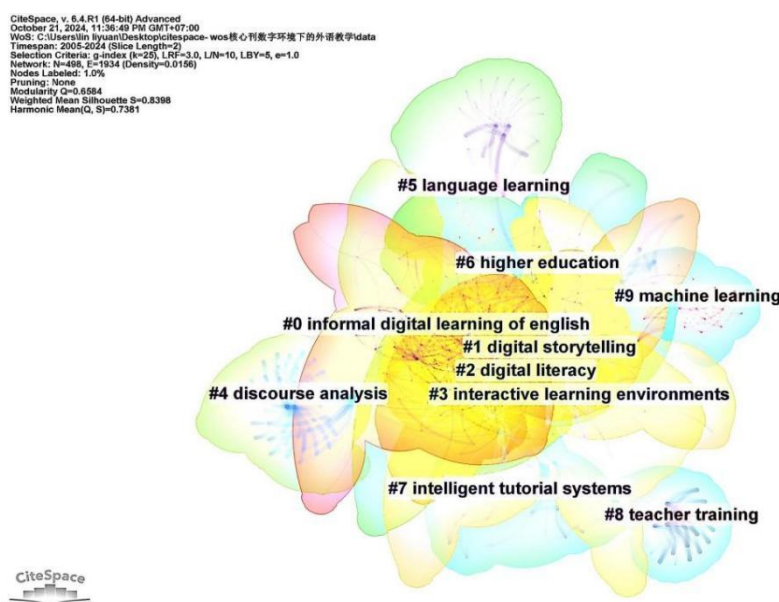 CiteSpace, v. 6.4.R1 (64-bit) Advanced
October 21, 2024, 11:36:49 PM GMT+07:00
WoS: C:\Users\lin liyuan\Desktop\citespace- wos核心刊数字环境下的外语教学\data
Timespan: 2005-2024 (Slice Length=2)
Selection Criteria: g-index (k=25), LRF=3.0, L/N=10, LBY=5, e=1.0
Network: N=498, E=1934 (Density=0.0156)
Nodes Labeled: 1.0%
Pruning: None
Modularity Q=0.6584
Weighted Mean Silhouette S=0.8398
Harmonic Mean(Q, S)=0.7381
#5 language learning
#6 higher education
#9 machine learning
#0 informal digital learning of english
#1 digital storytelling
#2 digital literacy
#4 discourse analysis
#3 interactive learning environments
#7 intelligent tutorial systems
#8 teacher training
CiteSpace